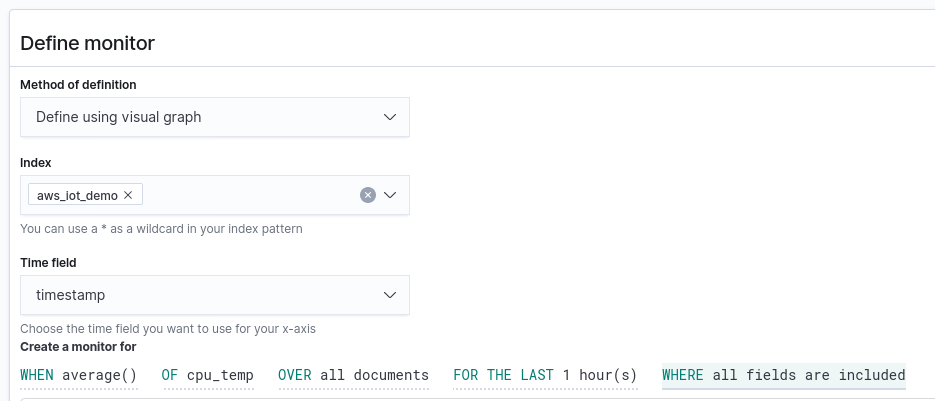 Define monitor
Method of definition
Define using visual graph
Index
aws_iot_demo
You can use a * as a wildcard in your index pattern
Time field
timestamp
Choose the time field you want to use for your x-axis
Create a monitor for
WHEN average() OF cpu_temp OVER all documents FOR THE LAST 1 hour(s) WHERE all fields are included